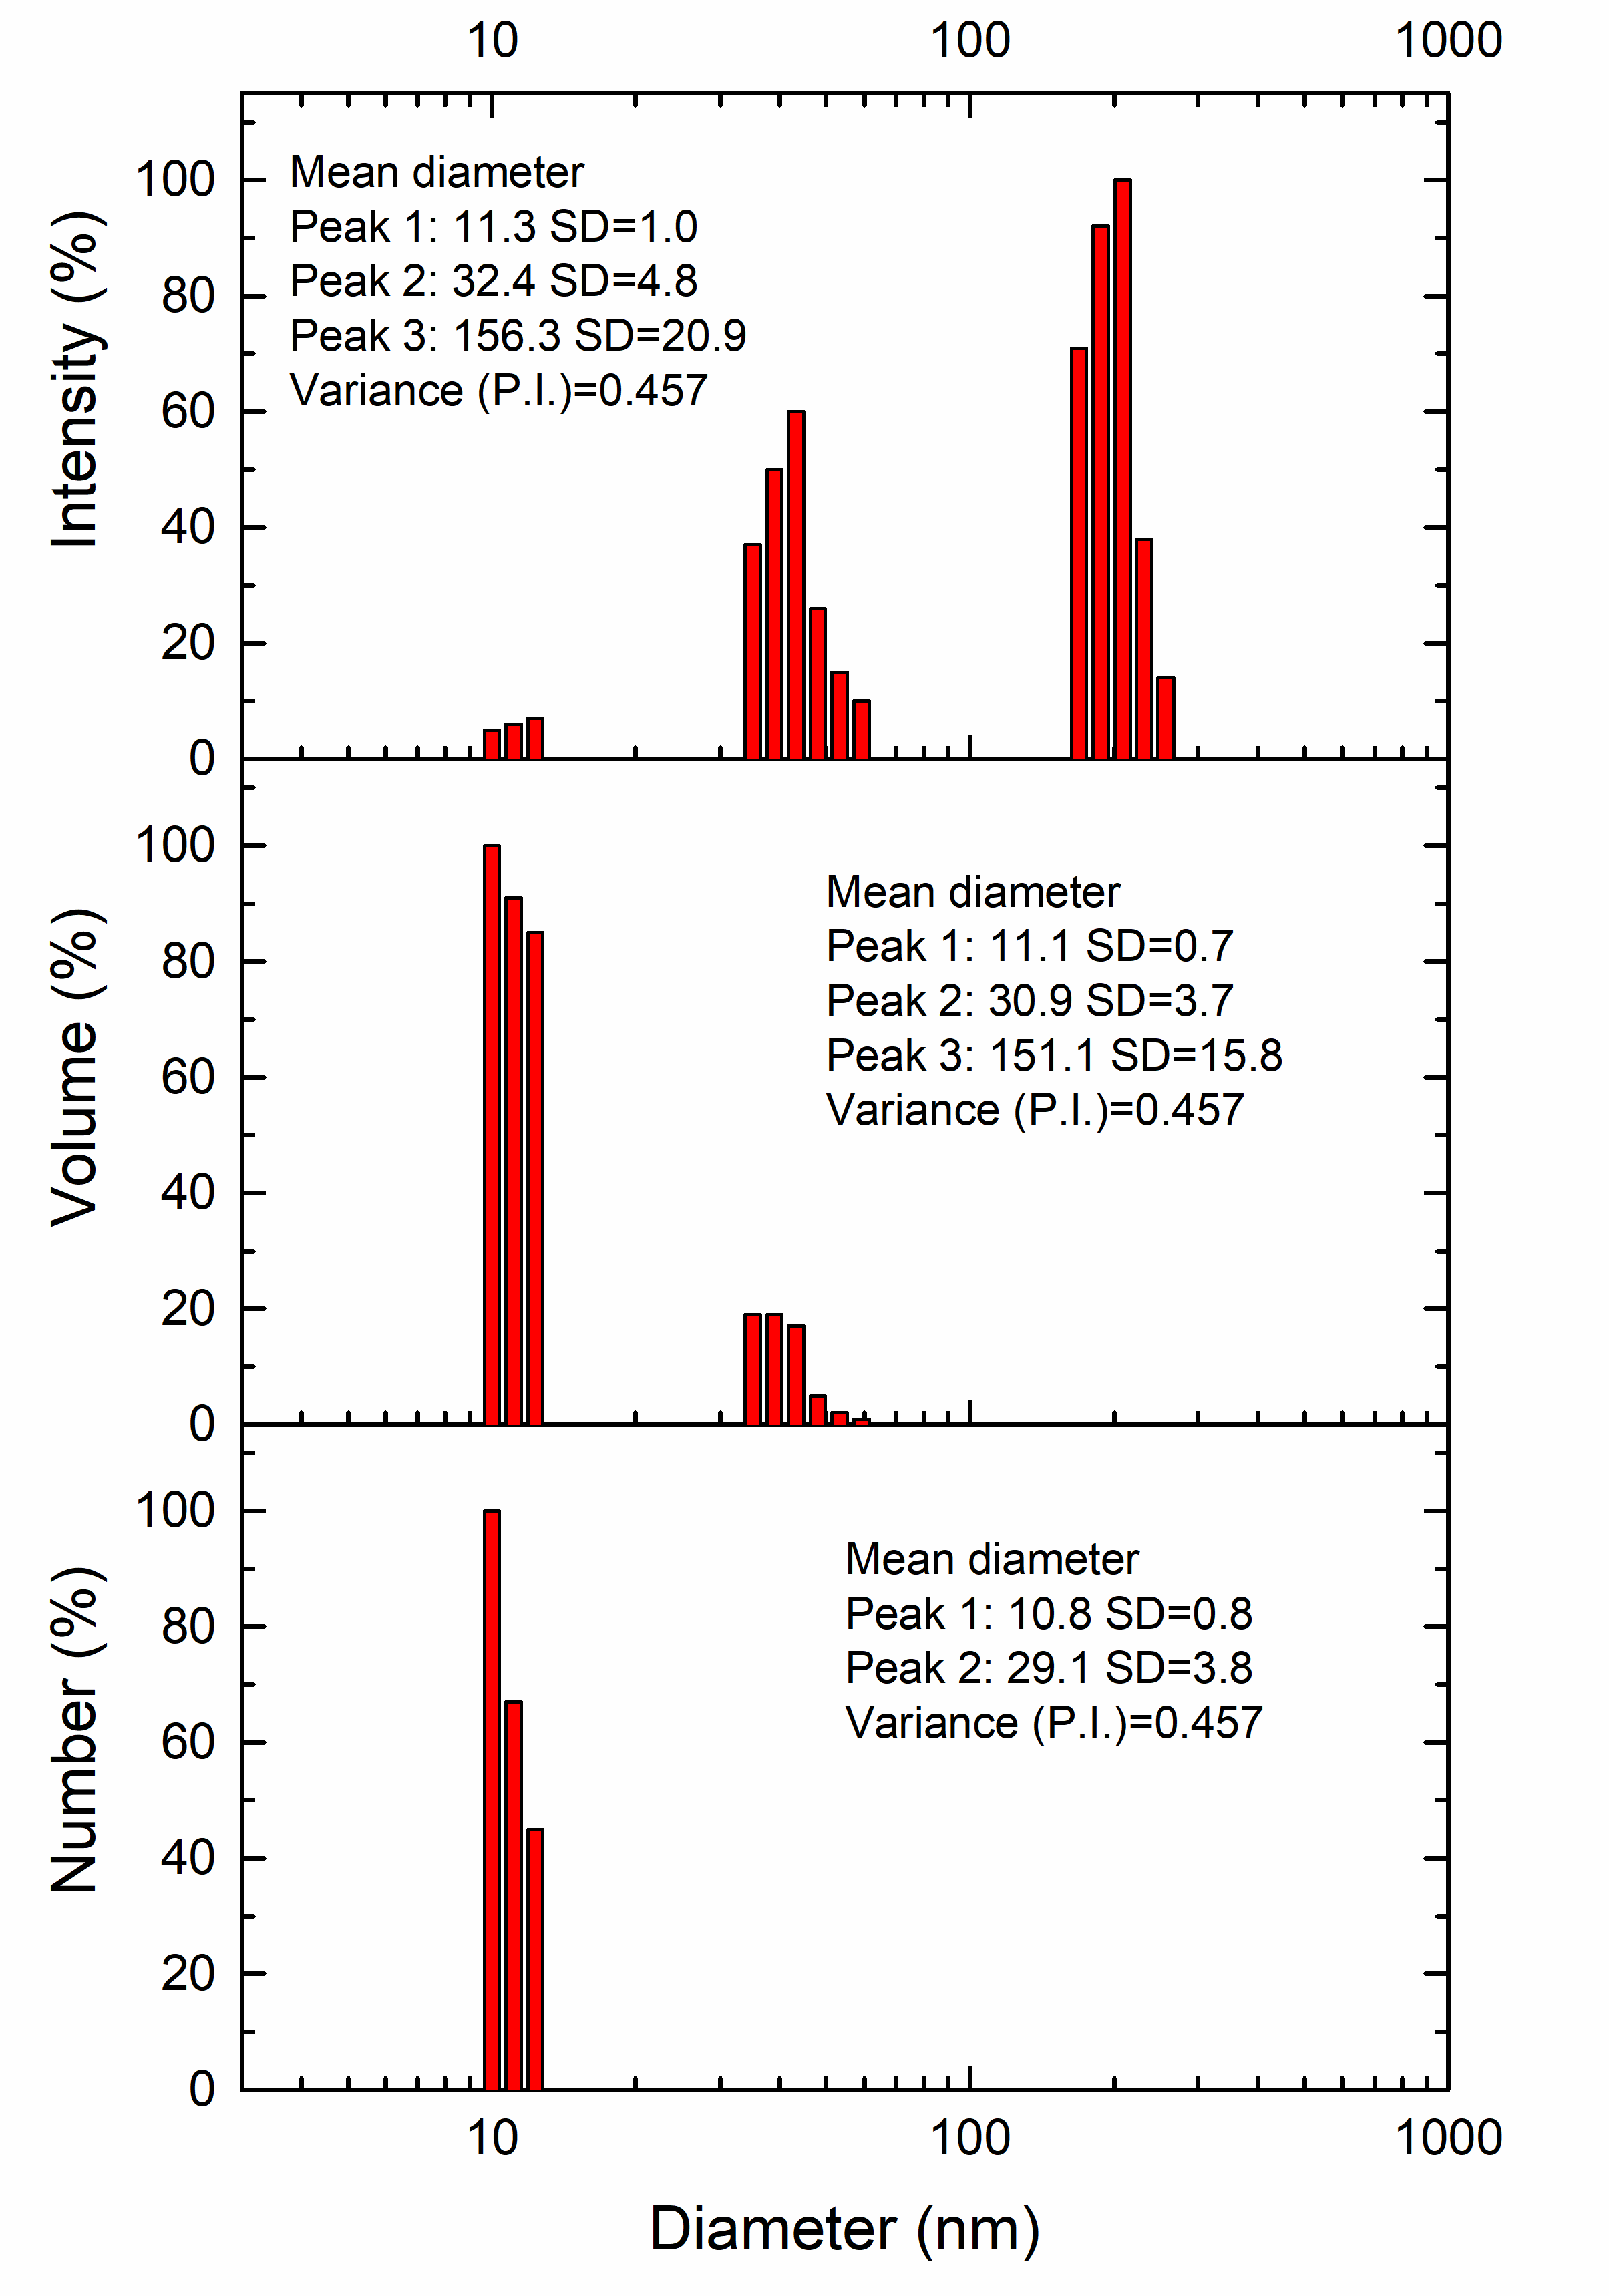 10 100 1000
Intensity (%)
100
80
60
40
20
0
Mean diameter
Peak 1: 11.3 SD=1.0
Peak 2: 32.4 SD=4.8
Peak 3: 156.3 SD=20.9
Variance (P.I.)=0.457
Volume (%)
100
80
60
40
20
0
Mean diameter
Peak 1: 11.1 SD=0.7
Peak 2: 30.9 SD=3.7
Peak 3: 151.1 SD=15.8
Variance (P.I.)=0.457
Number (%)
100
80
60
40
20
0
Mean diameter
Peak 1: 10.8 SD=0.8
Peak 2: 29.1 SD=3.8
Variance (P.I.)=0.457
10 100 1000
Diameter (nm)